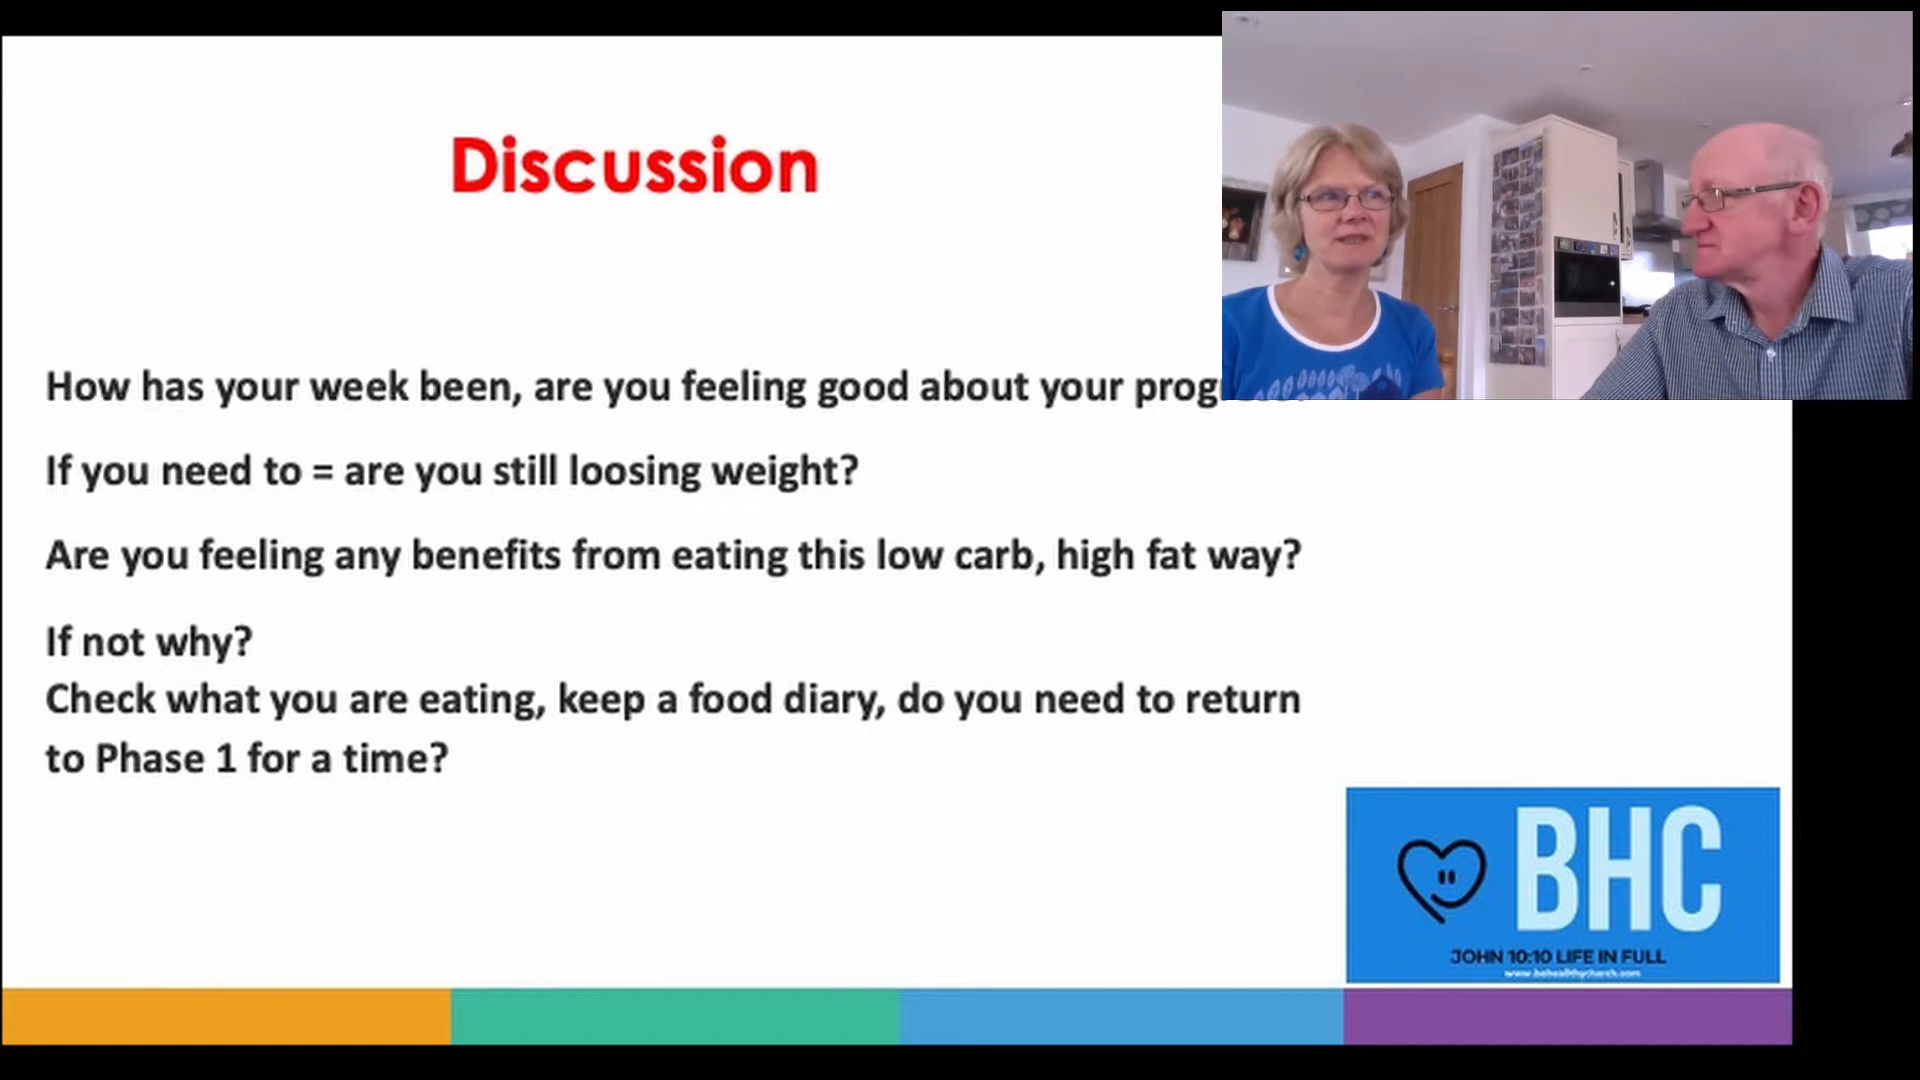 Discussion
How has your week been, are you feeling good about your
If you need to = are you still loosing weight?
Are you feeling any benefits from eating this low carb, high fat way?
If not why?
Check what you are eating, keep a food diary, do you need to return
to Phase 1 for a time?
BHC
JOHN 10:10 LIFE IN FULL
www.behealthychurch.com